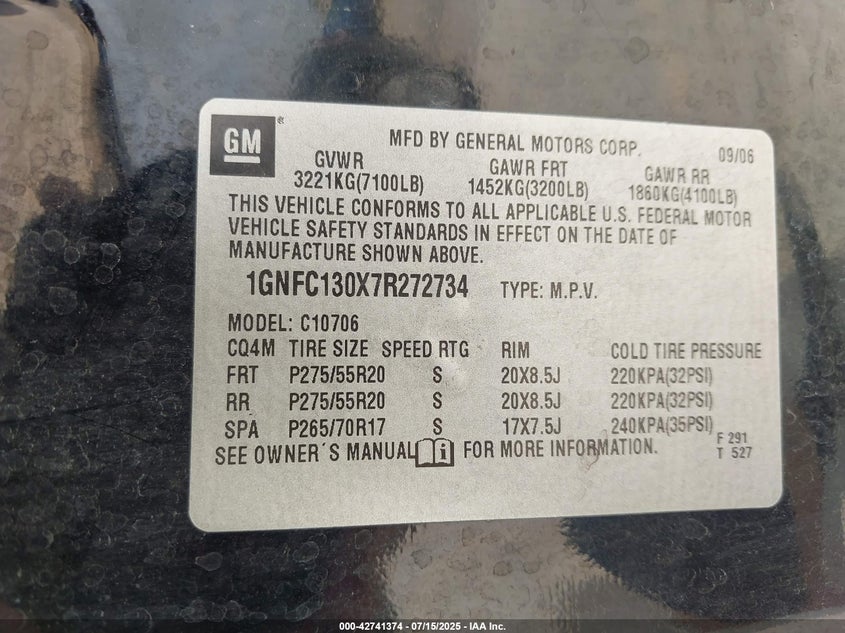 GM®
MFD BY GENERAL MOTORS CORP. 09/06
GVWR GAWR FRT GAWR RR
3221KG(7100LB) 1452KG(3200LB) 1860KG(4100LB)
THIS VEHICLE CONFORMS TO ALL APPLICABLE U.S. FEDERAL MOTOR
VEHICLE SAFETY STANDARDS IN EFFECT ON THE DATE OF
MANUFACTURE SHOWN ABOVE.
1GNFC130X7R272734 TYPE: M.P.V.
MODEL: C10706
CQ4M TIRE SIZE SPEED RTG RIM COLD TIRE PRESSURE
FRT P275/55R20 S 20X8.5J 220KPA(32PSI)
RR P275/55R20 S 20X8.5J 220KPA(32PSI)
SPA P265/70R17 S 17X7.5J 240KPA(35PSI)
SEE OWNER´S MANUAL i FOR MORE INFORMATION.
F 291
T 527
000-42741374 - 07/15/2025 - IAA Inc.